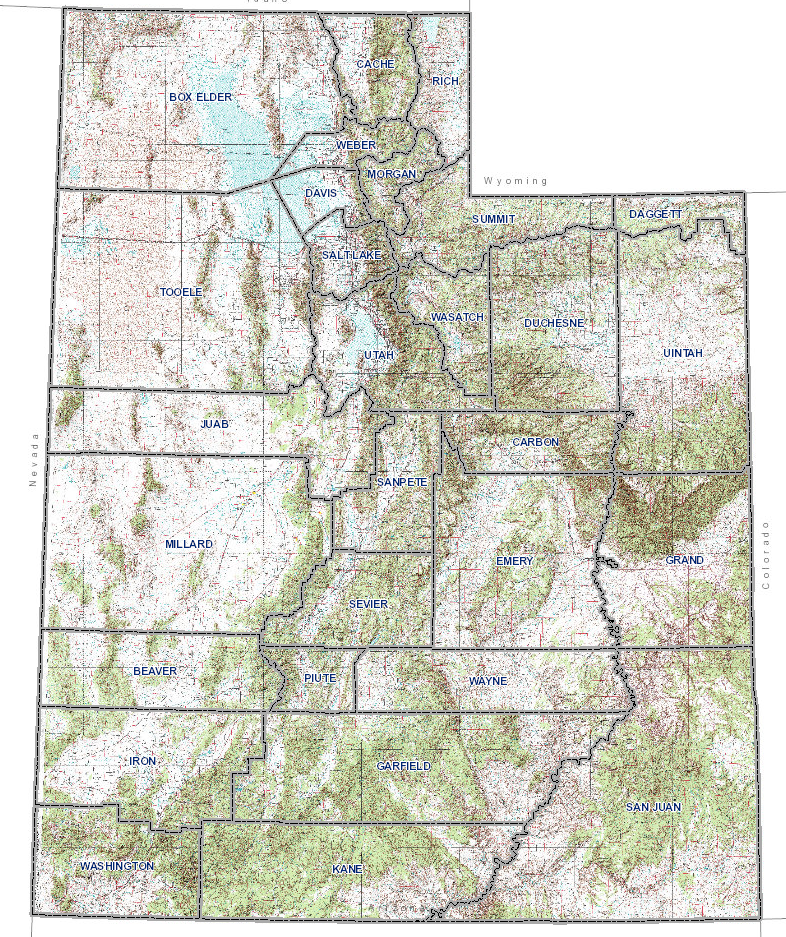 Idaho
CACHE
RICH
BOX ELDER
WEBER
MORGAN
Wyoming
DAVIS
SUMMIT
DAGGETT
SALT LAKE
TOOELE
WASATCH
DUCHESNE
UINTAH
UTAH
JUAB
CARBON
Nevada
SANPETE
Colorado
MILLARD
EMERY
GRAND
SEVIER
BEAVER
PIUTE
WAYNE
IRON
GARFIELD
SAN JUAN
WASHINGTON
KANE